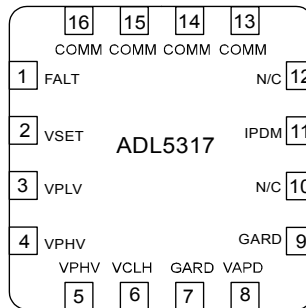 16 15 14 13
COMM COMM COMM COMM
1 FALT N/C 12
2 VSET IPDM 11
ADL5317
3 VPLV N/C 10
4 VPHV GARD 9
VPHV VCLH GARD VAPD
5 6 7 8